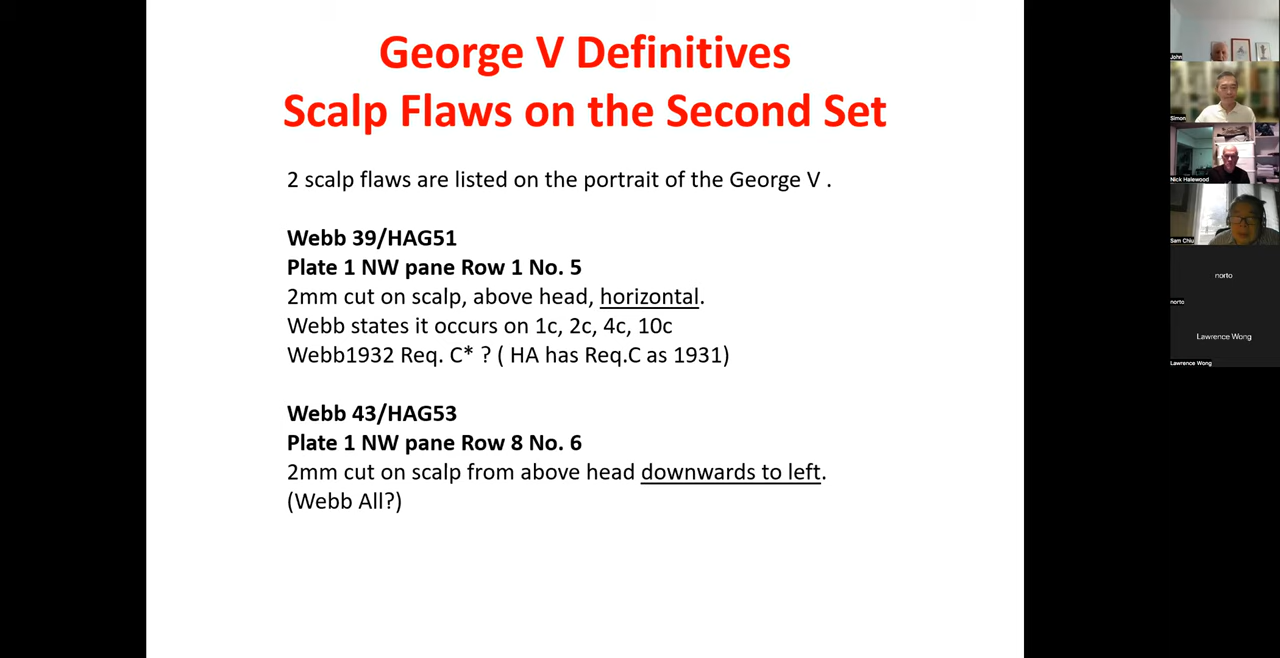 George V Definitives
Scalp Flaws on the Second Set
2 scalp flaws are listed on the portrait of the George V .
Webb 39/HAG51
Plate 1 NW pane Row 1 No. 5
2mm cut on scalp, above head, horizontal.
Webb states it occurs on 1c, 2c, 4c, 10c
Webb1932 Req. C* ? ( HA has Req.C as 1931)
Webb 43/HAG53
Plate 1 NW pane Row 8 No. 6
2mm cut on scalp from above head downwards to left.
(Webb All?)
John
Simon
Nick Halewood
Sam Chiu
norto
norto
Lawrence Wong
Lawrence Wong